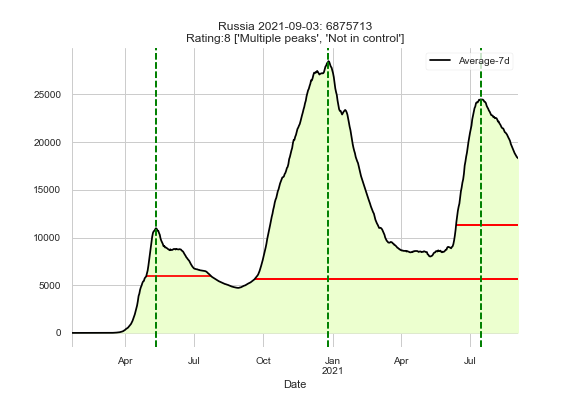 Russia 2021-09-03: 6875713
Rating:8 ['Multiple peaks', 'Not in control']
Average-7d
25000
20000
15000
10000
5000
0
Apr Jul Oct Jan Apr Jul
2021
Date